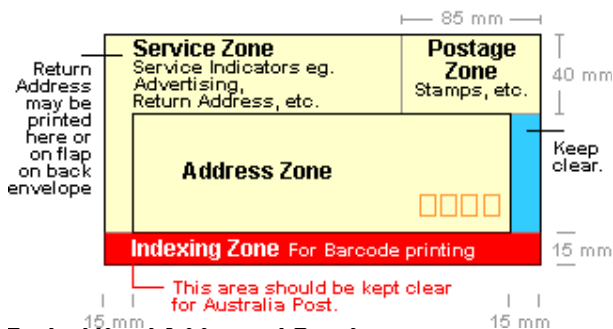 85 mm
Service Zone
Service Indicators eg.
Advertising,
Return Address, etc.
Postage
Zone
Stamps, etc.
40 mm
Return
Address
may be
printed
here or
on flap
on back
envelope
Keep
clear.
Address Zone
Indexing Zone For Barcode printing
15 mm
This area should be kept clear
for Australia Post.
15 mm
15 mm